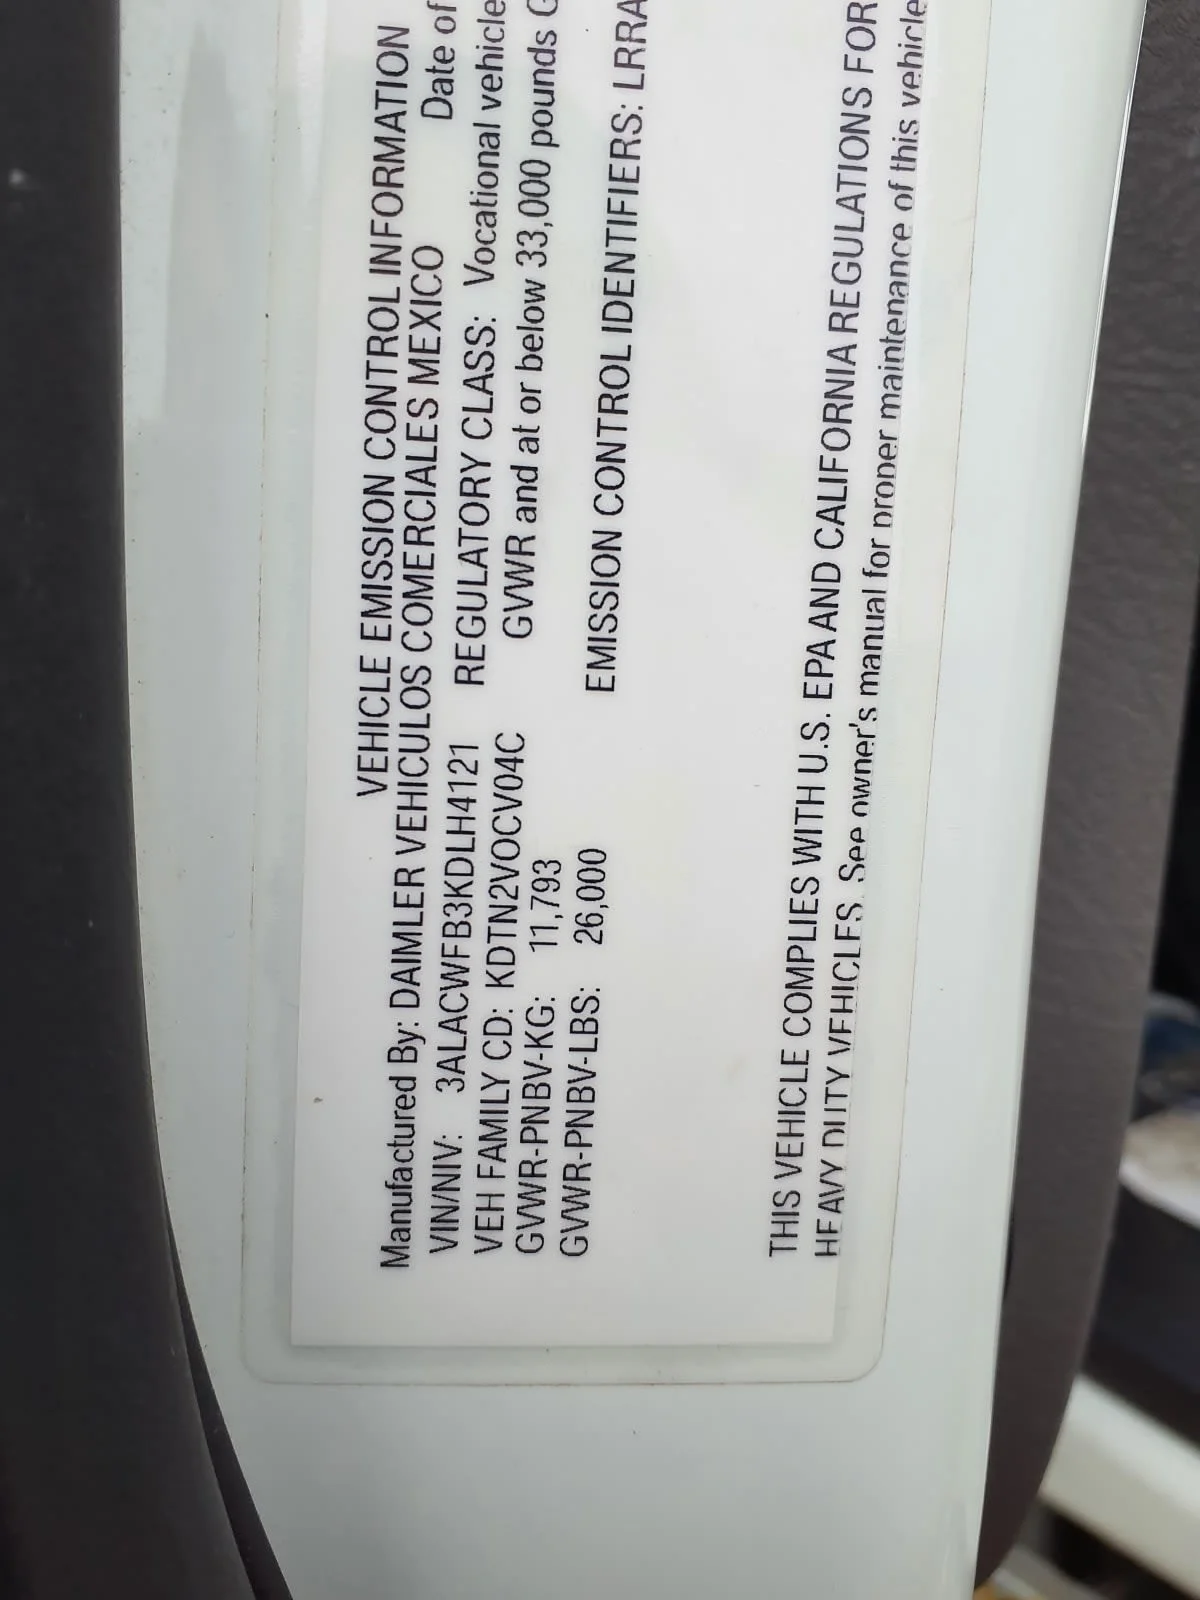 VEHICLE EMISSION CONTROL INFORMATION
Manufactured By: DAIMLER VEHICULOS COMERCIALES MEXICO Date of
VIN/NIV: 3ALACWFB3KDLH4121 REGULATORY CLASS: Vocational vehicle
VEH FAMILY CD: KDTN2VOCV04C GVWR and at or below 33,000 pounds G
GVWR-PNBV-KG: 11,793
GVWR-PNBV-LBS: 26,000 EMISSION CONTROL IDENTIFIERS: LRRA
THIS VEHICLE COMPLIES WITH U.S. EPA AND CALIFORNIA REGULATIONS FOR
HEAVY DUTY VEHICLES. See owner's manual for proper maintenance of this vehicle